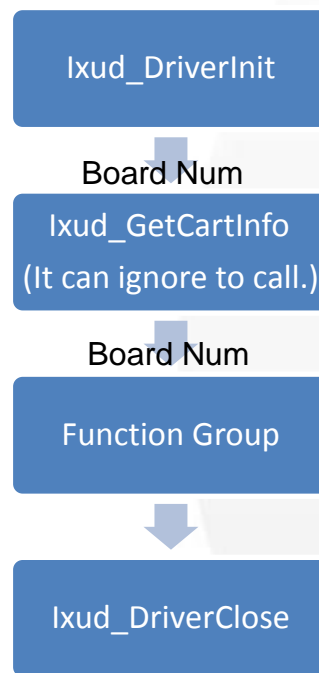 Ixud_DriverInit
Board Num
Ixud_GetCartInfo
(It can ignore to call.)
Board Num
Function Group
Ixud_DriverClose